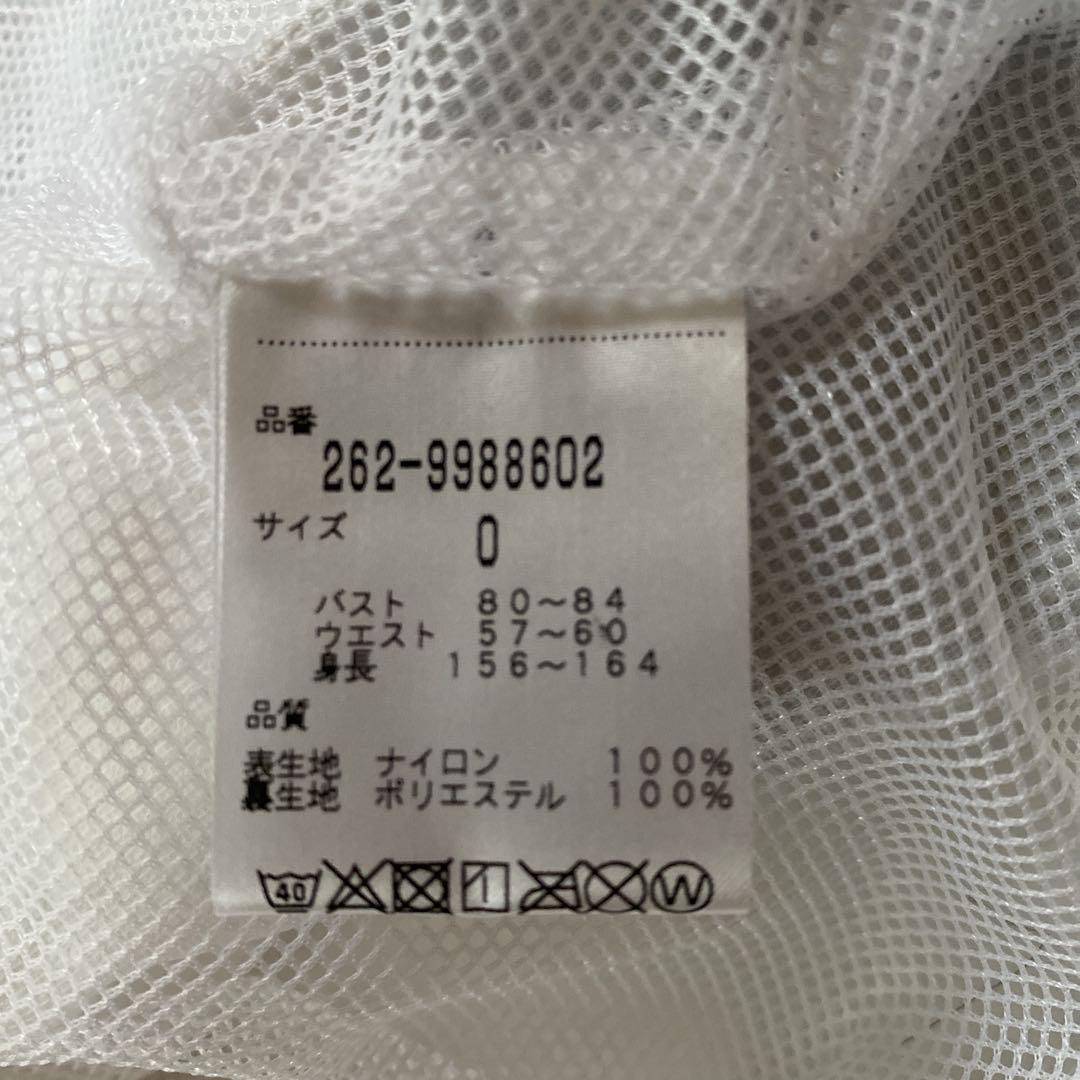 品番
262-9988602
サイズ 0
バスト 80〜84
ウエスト 57〜60
身長 156〜164
品質
表生地 ナイロン 100%
裏生地 ポリエステル 100%
40 W